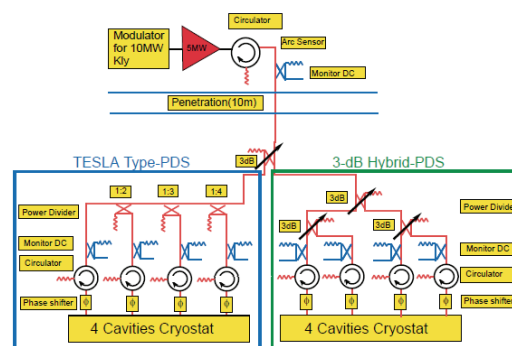 Circulator
Modulator
for 10MW
Kly
5MW
Arc Sensor
Monitor DC
Penetration(10m)
3dB
TESLA Type-PDS
3-dB Hybrid-PDS
1:2
1:3
1:4
3dB
3dB
3dB
Power Divider
Power Divider
Monitor DC
Monitor DC
Circulator
Circulator
Phase shifter
ϕ
ϕ
ϕ
ϕ
ϕ
ϕ
ϕ
ϕ
Phase shifter
4 Cavities Cryostat
4 Cavities Cryostat